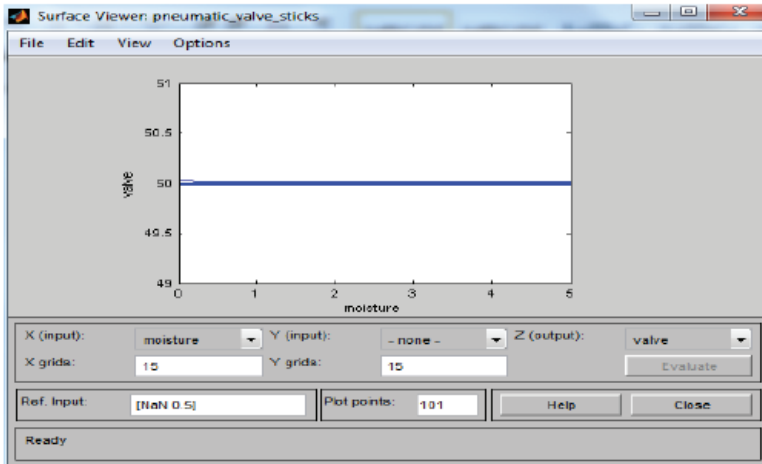 Surface Viewer: pneumatic_valve_sticks
File Edit View Options
51
50.5
valve
50
49.5
49
0 1 2 3 4 5
moisture
X (input): moisture Y (input): - none - Z (output): valve
X grids: 15 Y grids: 15 Evaluate
Ref. Input: [NaN 0.5] Plot points: 101 Help Close
Ready